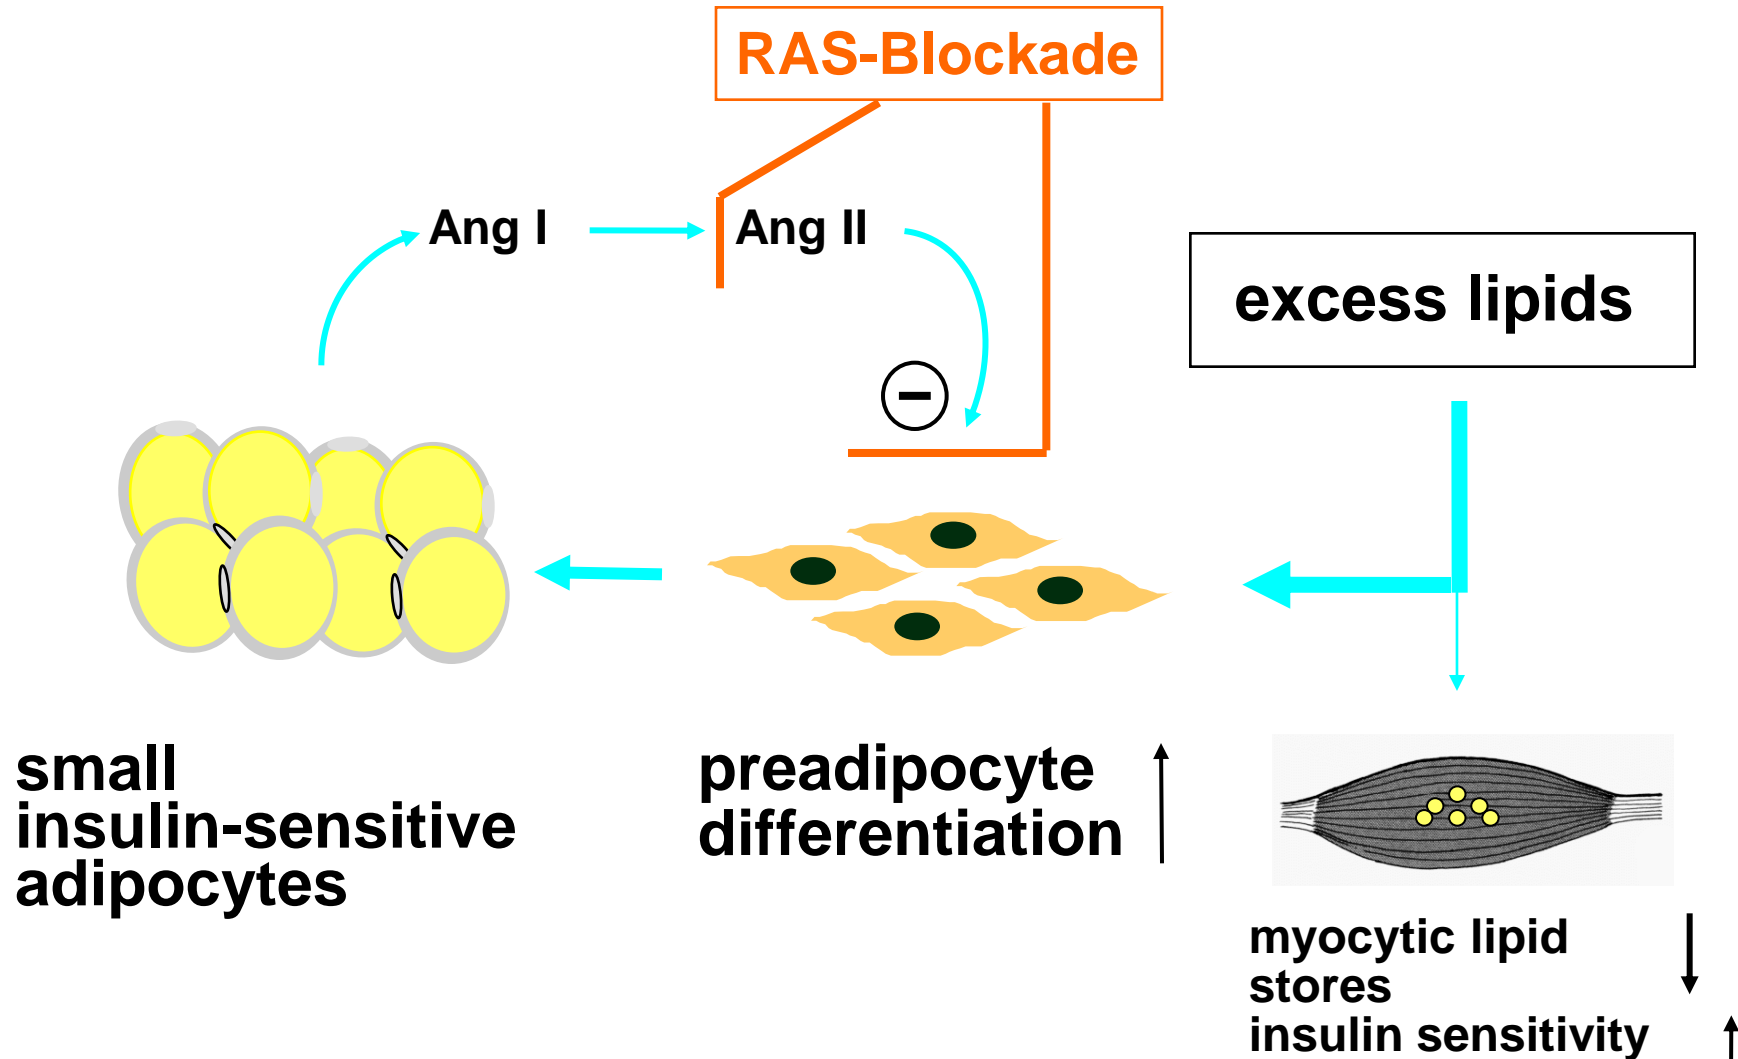 RAS-Blockade
Ang I
Ang II
excess lipids
−
small
insulin-sensitive
adipocytes
preadipocyte
differentiation
myocytic lipid
stores
insulin sensitivity